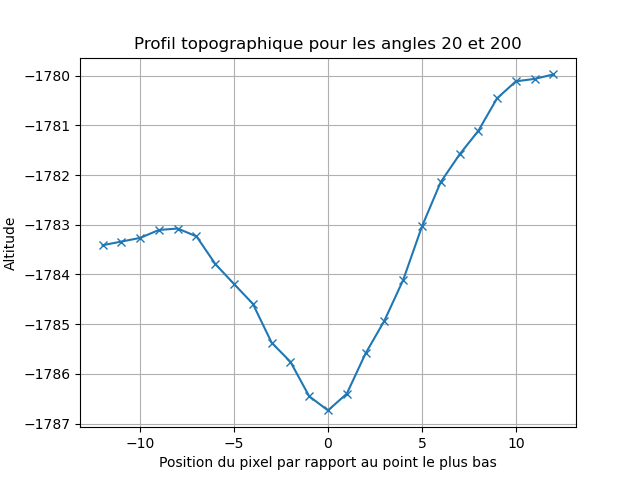 Profil topographique pour les angles 20 et 200
Altitude
−1780
−1781
−1782
−1783
−1784
−1785
−1786
−1787
−10 −5 0 5 10
Position du pixel par rapport au point le plus bas